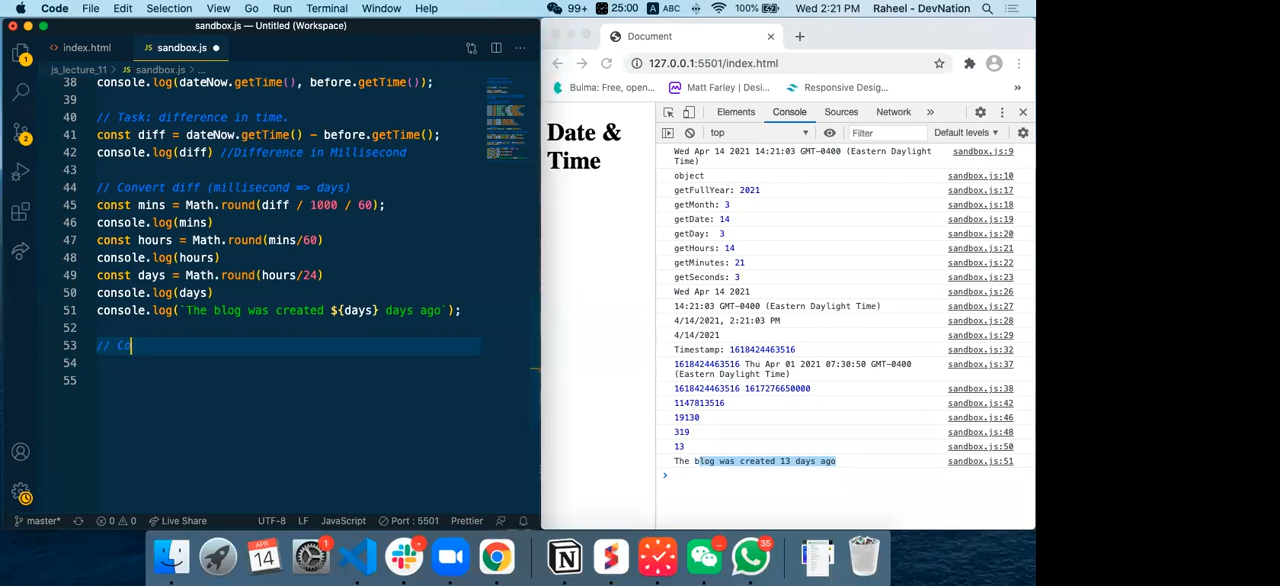 Code File Edit Selection View Go Run Terminal Window Help 99+ 25:00 A ABC 100% Wed 2:21 PM Raheel - DevNation
sandbox.js — Untitled (Workspace)
<> index.html JS sandbox.js ●
js_lecture_11 > JS sandbox.js > ...
38 console.log(dateNow.getTime(), before.getTime());
39
40 // Task: difference in time.
41 const diff = dateNow.getTime() - before.getTime();
42 console.log(diff) //Difference in Millisecond
43
44 // Convert diff (millisecond => days)
45 const mins = Math.round(diff / 1000 / 60);
46 console.log(mins)
47 const hours = Math.round(mins/60)
48 console.log(hours)
49 const days = Math.round(hours/24)
50 console.log(days)
51 console.log(`The blog was created ${days} days ago`);
52
53 // Co
54
55
1
2
master* 0 0 Live Share UTF-8 LF JavaScript Port : 5501 Prettier
Document
127.0.0.1:5501/index.html
Bulma: Free, open... Matt Farley | Desi... Responsive Desig... »
Date &
Time
Elements Console Sources Network »
top Filter Default levels
Wed Apr 14 2021 14:21:03 GMT-0400 (Eastern Daylight sandbox.js:9
Time)
object sandbox.js:10
getFullYear: 2021 sandbox.js:17
getMonth: 3 sandbox.js:18
getDate: 14 sandbox.js:19
getDay: 3 sandbox.js:20
getHours: 14 sandbox.js:21
getMinutes: 21 sandbox.js:22
getSeconds: 3 sandbox.js:23
Wed Apr 14 2021 sandbox.js:26
14:21:03 GMT-0400 (Eastern Daylight Time) sandbox.js:27
4/14/2021, 2:21:03 PM sandbox.js:28
4/14/2021 sandbox.js:29
Timestamp: 1618424463516 sandbox.js:32
1618424463516 Thu Apr 01 2021 07:30:50 GMT-0400 sandbox.js:37
(Eastern Daylight Time)
1618424463516 1617276650000 sandbox.js:38
1147813516 sandbox.js:42
19130 sandbox.js:46
319 sandbox.js:48
13 sandbox.js:50
The blog was created 13 days ago sandbox.js:51
>
APR
14
1
35